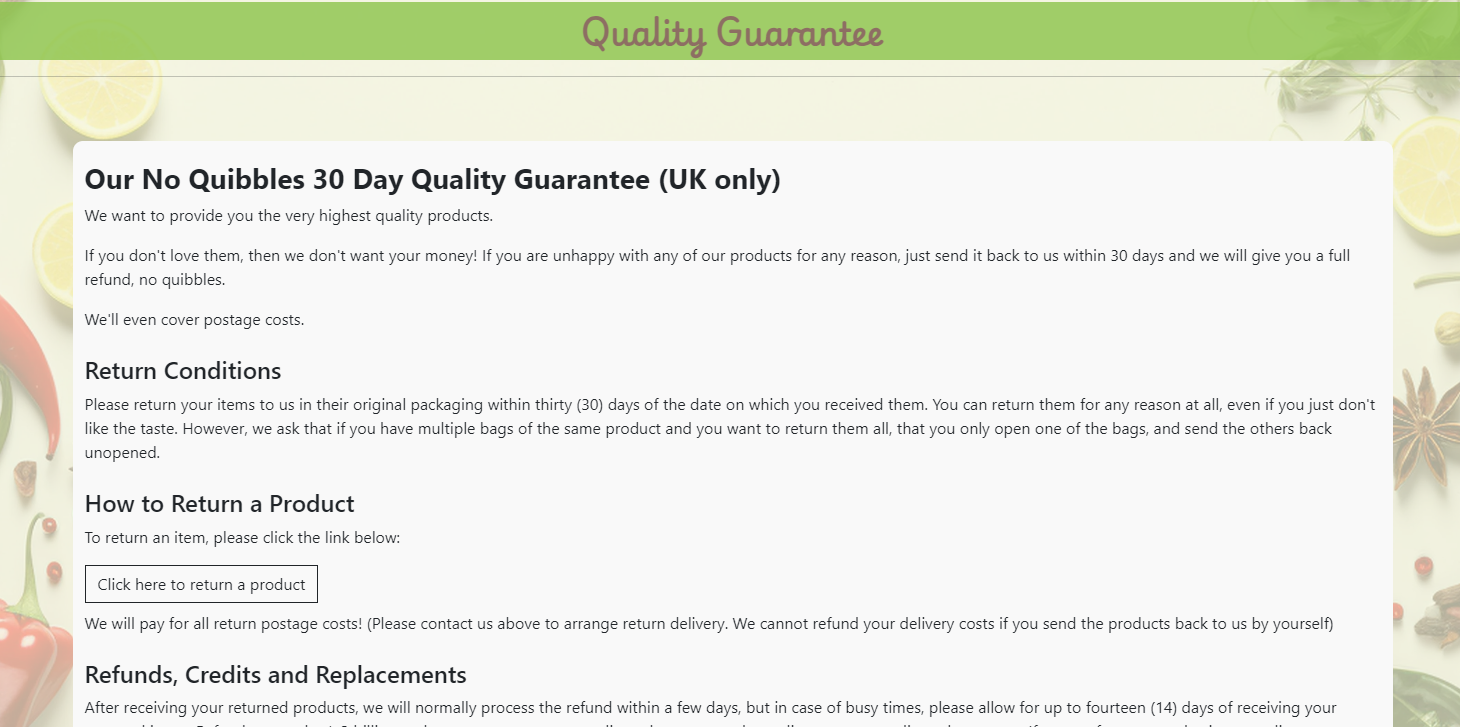 Quality Guarantee
Our No Quibbles 30 Day Quality Guarantee (UK only)
We want to provide you the very highest quality products.
If you don't love them, then we don't want your money! If you are unhappy with any of our products for any reason, just send it back to us within 30 days and we will give you a full
refund, no quibbles.
We'll even cover postage costs.
Return Conditions
Please return your items to us in their original packaging within thirty (30) days of the date on which you received them. You can return them for any reason at all, even if you just don't
like the taste. However, we ask that if you have multiple bags of the same product and you want to return them all, that you only open one of the bags, and send the others back
unopened.
How to Return a Product
To return an item, please click the link below:
Click here to return a product
We will pay for all return postage costs! (Please contact us above to arrange return delivery. We cannot refund your delivery costs if you send the products back to us by yourself)
Refunds, Credits and Replacements
After receiving your returned products, we will normally process the refund within a few days, but in case of busy times, please allow for up to fourteen (14) days of receiving your